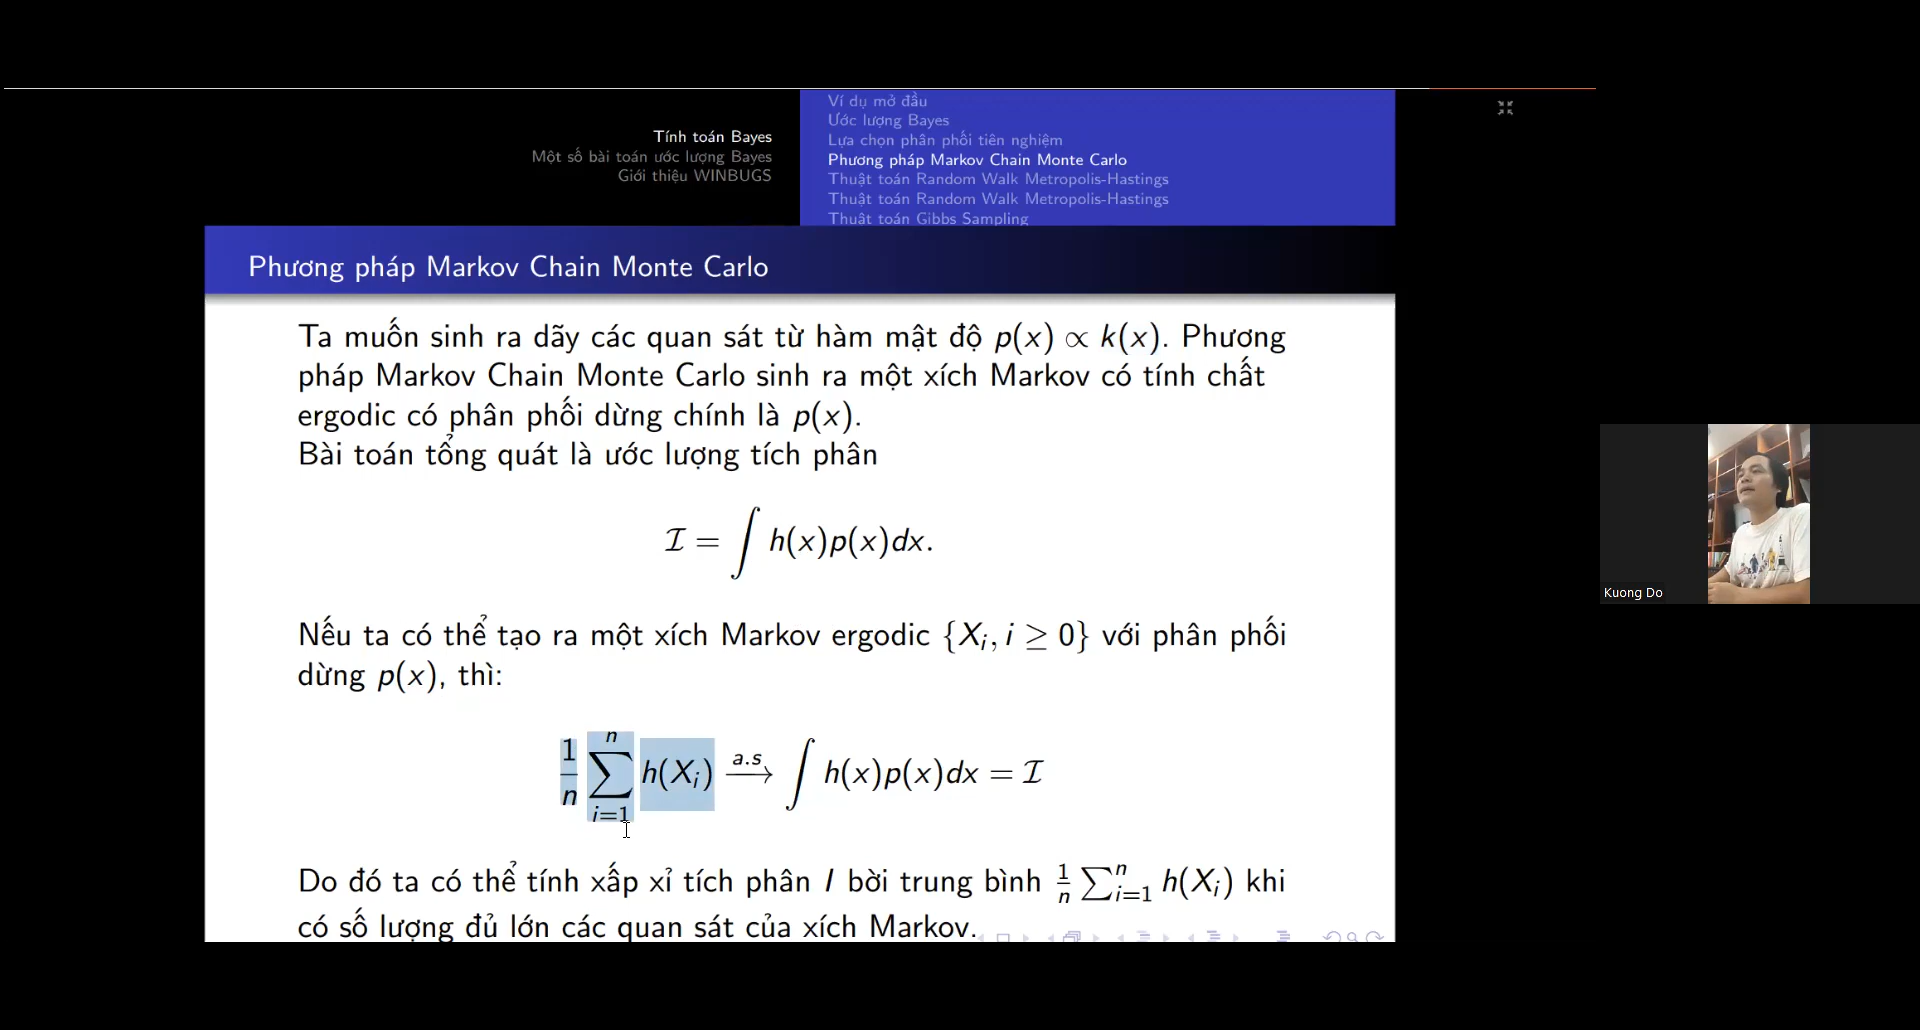 Tính toán Bayes
Một số bài toán ước lượng Bayes
Giới thiệu WINBUGS
Ví dụ mở đầu
Ước lượng Bayes
Lựa chọn phân phối tiên nghiệm
Phương pháp Markov Chain Monte Carlo
Thuật toán Random Walk Metropolis-Hastings
Thuật toán Random Walk Metropolis-Hastings
Thuật toán Gibbs Sampling
Phương pháp Markov Chain Monte Carlo
Ta muốn sinh ra dãy các quan sát từ hàm mật độ p(x) ∝ k(x). Phương
pháp Markov Chain Monte Carlo sinh ra một xích Markov có tính chất
ergodic có phân phối dừng chính là p(x).
Bài toán tổng quát là ước lượng tích phân
ℐ = ∫ h(x)p(x)dx.
Nếu ta có thể tạo ra một xích Markov ergodic {Xᵢ, i ≥ 0} với phân phối
dừng p(x), thì:
1/n ∑_{i=1}^{n} h(Xᵢ) —a.s→ ∫ h(x)p(x)dx = ℐ
Do đó ta có thể tính xấp xỉ tích phân I bời trung bình 1/n ∑_{i=1}^{n} h(Xᵢ) khi
có số lượng đủ lớn các quan sát của xích Markov.
Kuong Do